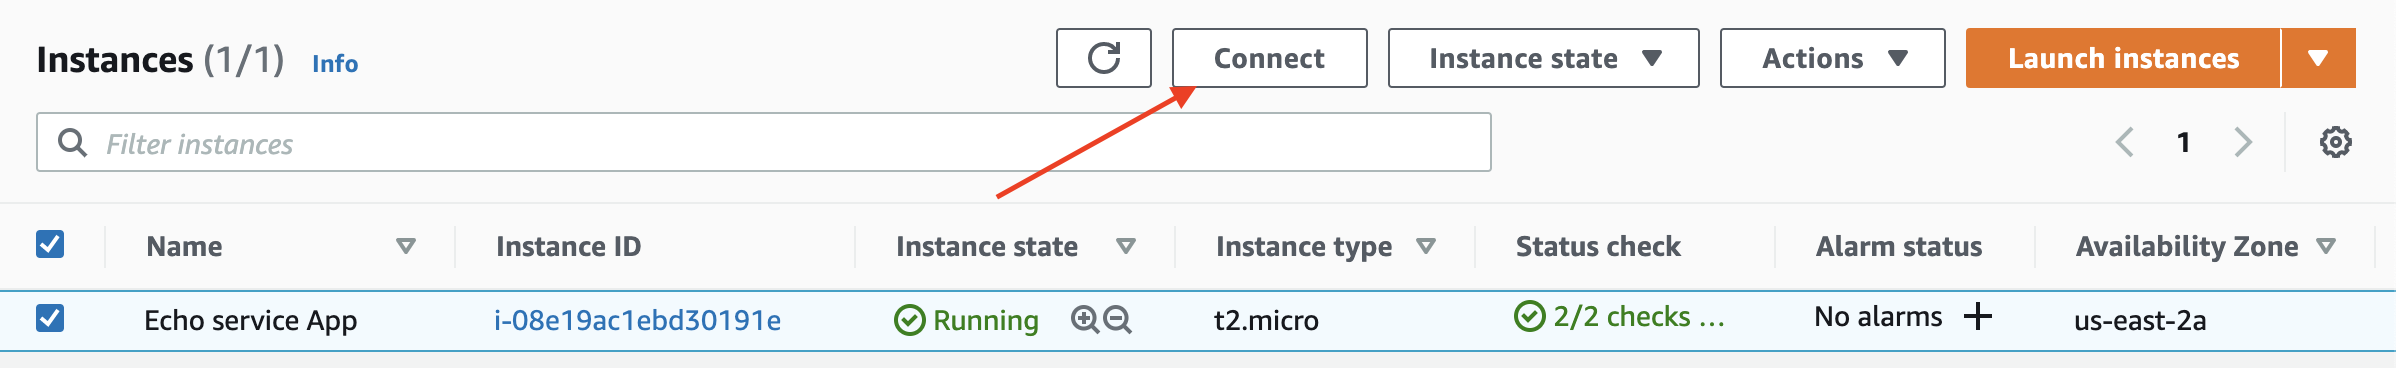 Instances (1/1) Info Connect Instance state Actions Launch instances
Filter instances 1
Name Instance ID Instance state Instance type Status check Alarm status Availability Zone
Echo service App i-08e19ac1ebd30191e Running t2.micro 2/2 checks ... No alarms + us-east-2a